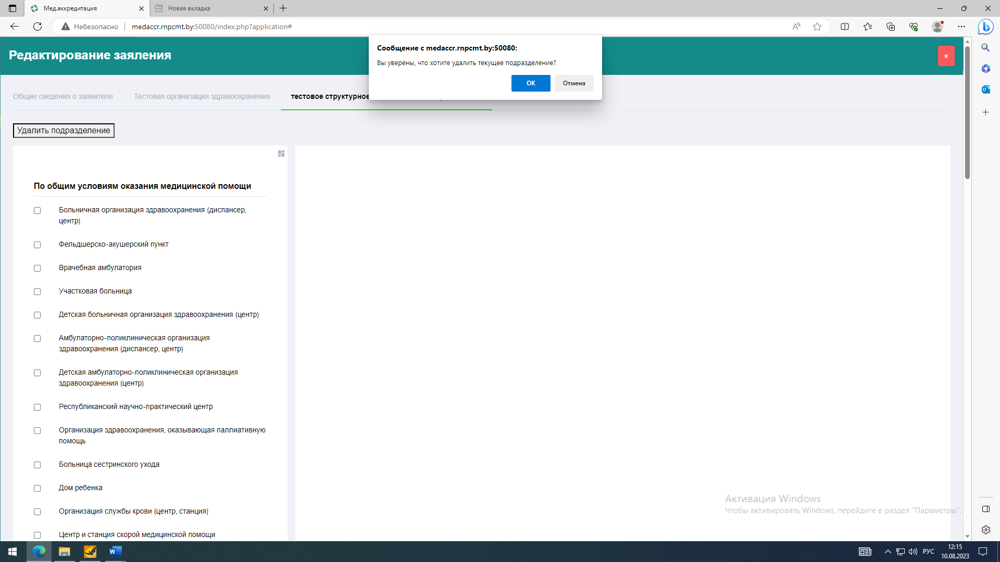 Мед.аккредитация
Новая вкладка
Небезопасно
medaccr.rnpcmt.by:50080/index.php?application#
Сообщение с medaccr.rnpcmt.by:50080:
Вы уверены, что хотите удалить текущее подразделение?
ОК
Отмена
Редактирование заяления
Общие сведения о заявителе
Тестовая организация здравоохранения
тестовое структурное
Удалить подразделение
По общим условиям оказания медицинской помощи
Больничная организация здравоохранения (диспансер,
центр)
Фельдшерско-акушерский пункт
Врачебная амбулатория
Участковая больница
Детская больничная организация здравоохранения (центр)
Амбулаторно-поликлиническая организация
здравоохранения (диспансер, центр)
Детская амбулаторно-поликлиническая организация
здравоохранения (центр)
Республиканский научно-практический центр
Организация здравоохранения, оказывающая паллиативную
помощь
Больница сестринского ухода
Дом ребенка
Организация службы крови (центр, станция)
Центр и станция скорой медицинской помощи
Активация Windows
Чтобы активировать Windows, перейдите в раздел "Параметры".
РУС
12:15
10.08.2023